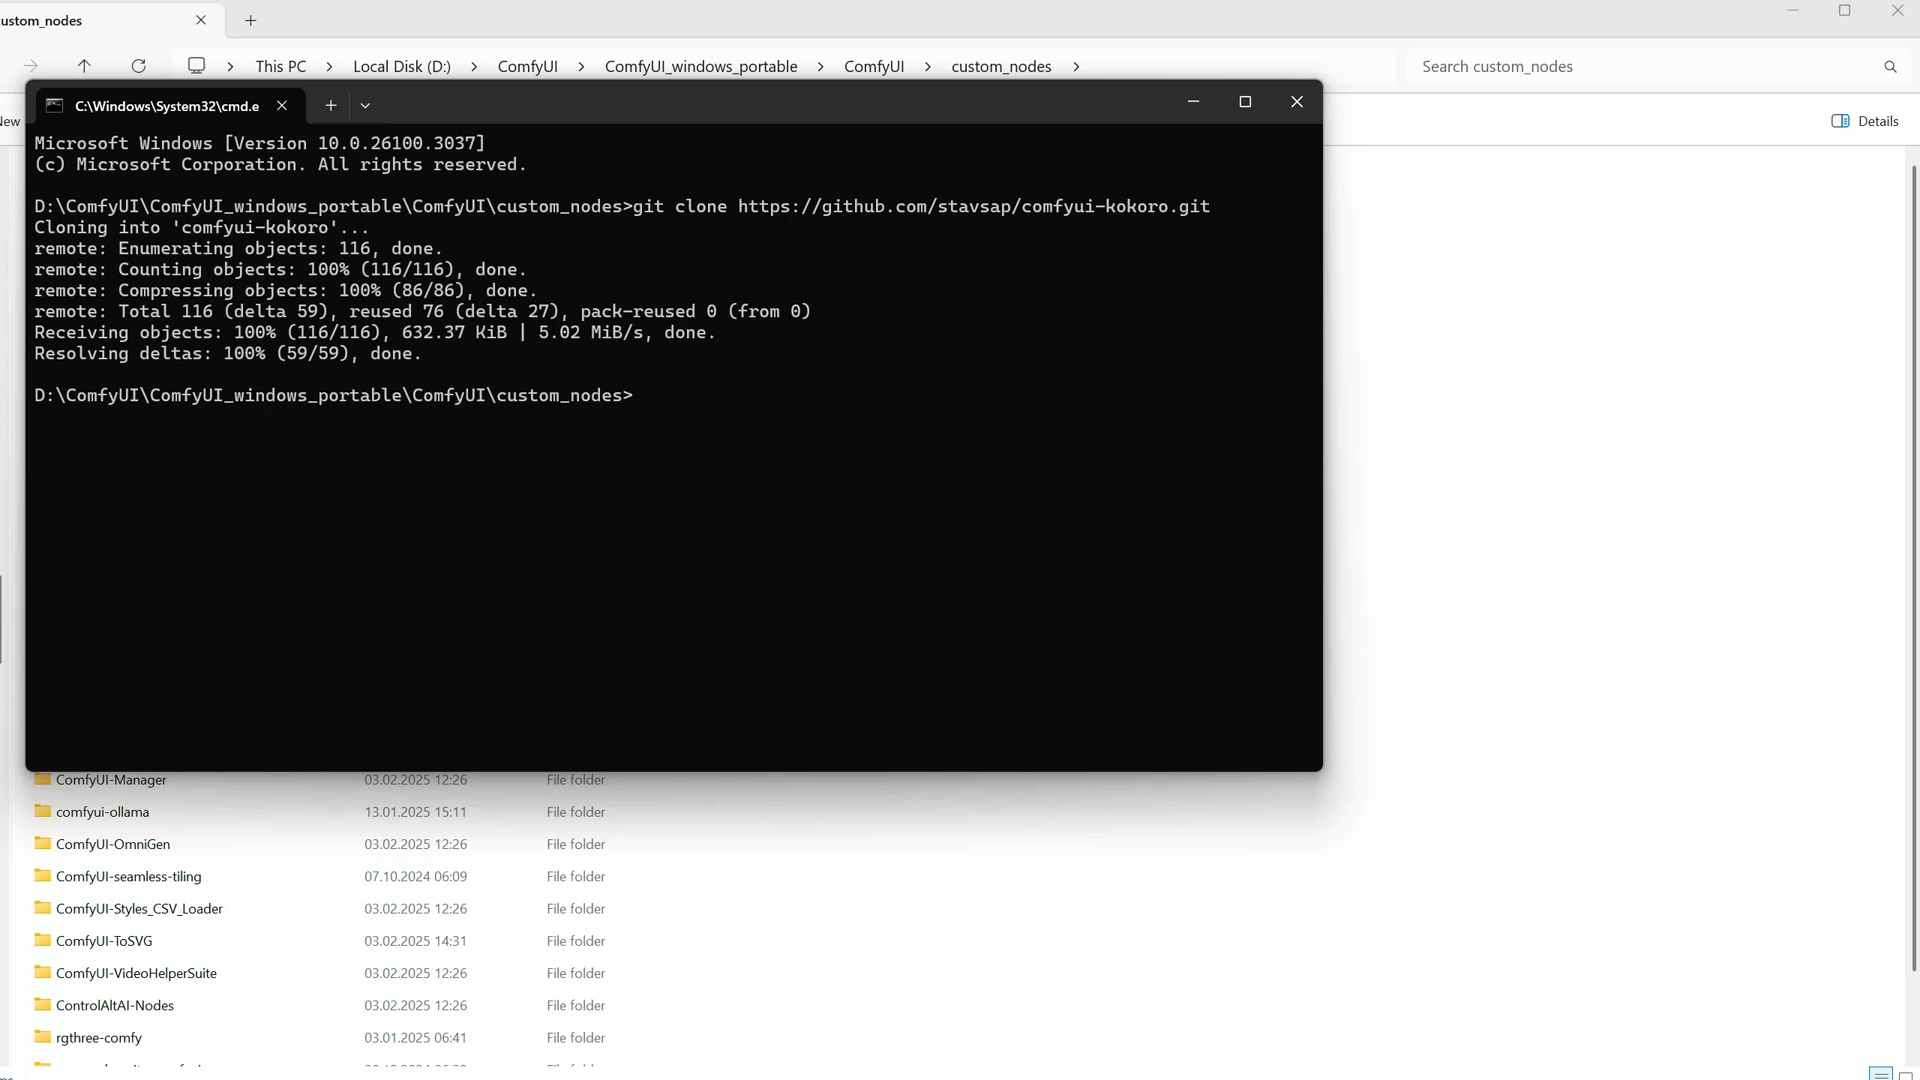 custom_nodes
This PC > Local Disk (D:) > ComfyUI > ComfyUI_windows_portable > ComfyUI > custom_nodes >
Search custom_nodes
New
Details
C:\Windows\System32\cmd.e
Microsoft Windows [Version 10.0.26100.3037]
(c) Microsoft Corporation. All rights reserved.
D:\ComfyUI\ComfyUI_windows_portable\ComfyUI\custom_nodes>git clone https://github.com/stavsap/comfyui-kokoro.git
Cloning into 'comfyui-kokoro'...
remote: Enumerating objects: 116, done.
remote: Counting objects: 100% (116/116), done.
remote: Compressing objects: 100% (86/86), done.
remote: Total 116 (delta 59), reused 76 (delta 27), pack-reused 0 (from 0)
Receiving objects: 100% (116/116), 632.37 KiB | 5.02 MiB/s, done.
Resolving deltas: 100% (59/59), done.
D:\ComfyUI\ComfyUI_windows_portable\ComfyUI\custom_nodes>
ComfyUI-Manager 03.02.2025 12:26 File folder
comfyui-ollama 13.01.2025 15:11 File folder
ComfyUI-OmniGen 03.02.2025 12:26 File folder
ComfyUI-seamless-tiling 07.10.2024 06:09 File folder
ComfyUI-Styles_CSV_Loader 03.02.2025 12:26 File folder
ComfyUI-ToSVG 03.02.2025 14:31 File folder
ComfyUI-VideoHelperSuite 03.02.2025 12:26 File folder
ControlAltAI-Nodes 03.02.2025 12:26 File folder
rgthree-comfy 03.01.2025 06:41 File folder